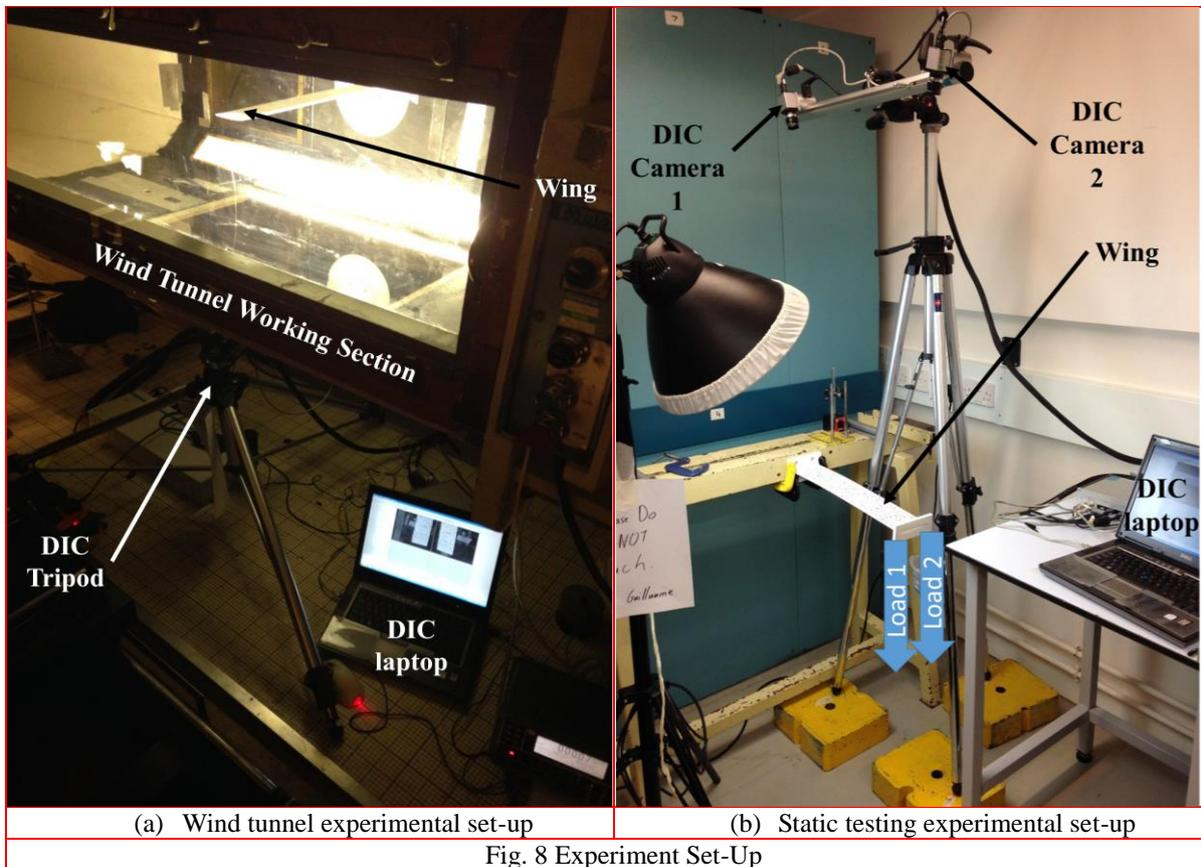 Wing
Wind Tunnel Working Section
DIC
Tripod
DIC
laptop
DIC
Camera
1
DIC
Camera
2
Wing
DIC
laptop
Load 1
Load 2
Do
NOT
Guillaume
(a) Wind tunnel experimental set-up
(b) Static testing experimental set-up
Fig. 8 Experiment Set-Up